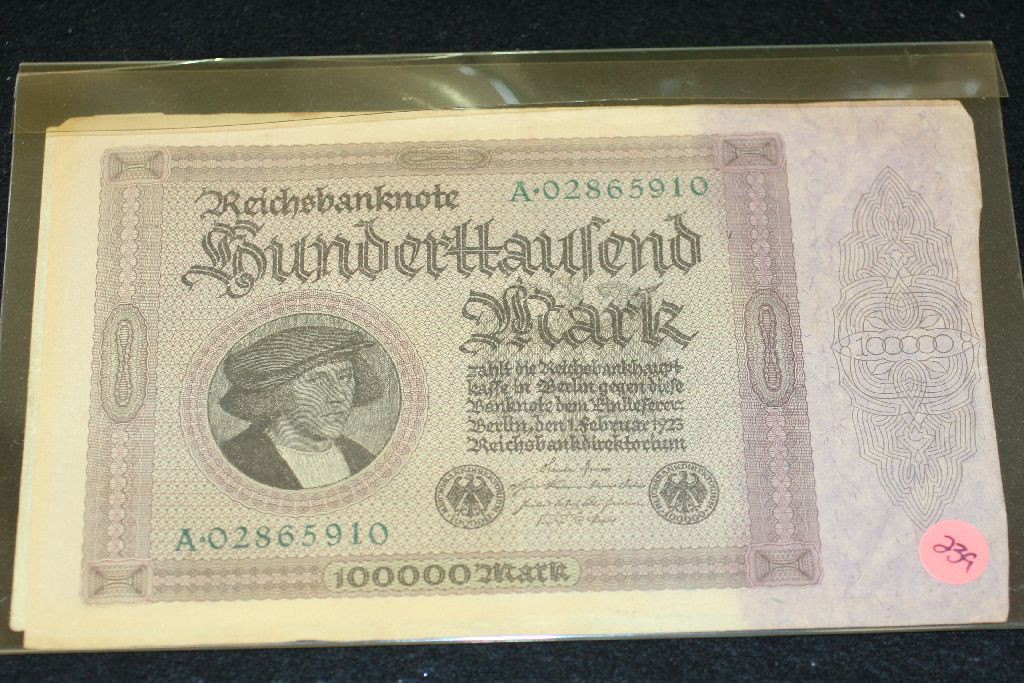 Reichsbanknote
A·02865910
Hunderttausend
Mark
zahlt die Reichsbankhaupt-
kasse in Berlin gegen diese
Banknote dem Einlieferer.
Berlin, den 1. Februar 1923
Reichsbankdirektorium
A·02865910
100000 Mark
100000
239